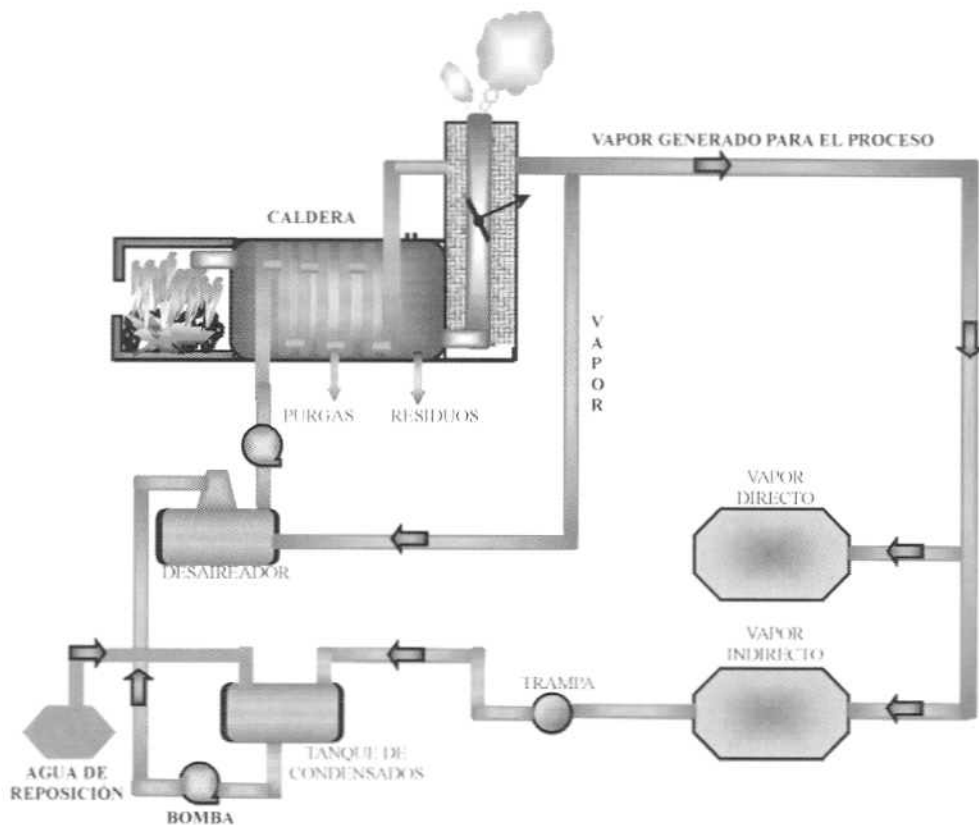 VAPOR GENERADO PARA EL PROCESO
CALDERA
VAPOR
PURGAS
RESIDUOS
VAPOR
DIRECTO
DESAIREADOR
VAPOR
INDIRECTO
TRAMPA
TANQUE DE
CONDENSADOS
AGUA DE
REPOSICIÓN
BOMBA